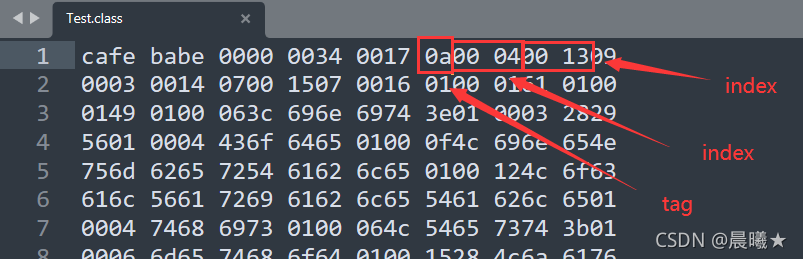 Test.class ×
1 cafe babe 0000 0034 0017 0a00 0400 1309
2 0003 0014 0700 1507 0016 0100 0161 0100
3 0149 0100 063c 696e 6974 3e01 0003 2829
4 5601 0004 436f 6465 0100 0f4c 696e 654e
5 756d 6265 7254 6162 6c65 0100 124c 6f63
6 616c 5661 7269 6162 6c65 5461 626c 6501
7 0004 7468 6973 0100 064c 5465 7374 3b01
8 0006 6d65 7468 6f64 0100 1528 4c6a 6176
index
index
tag
CSDN @晨曦★